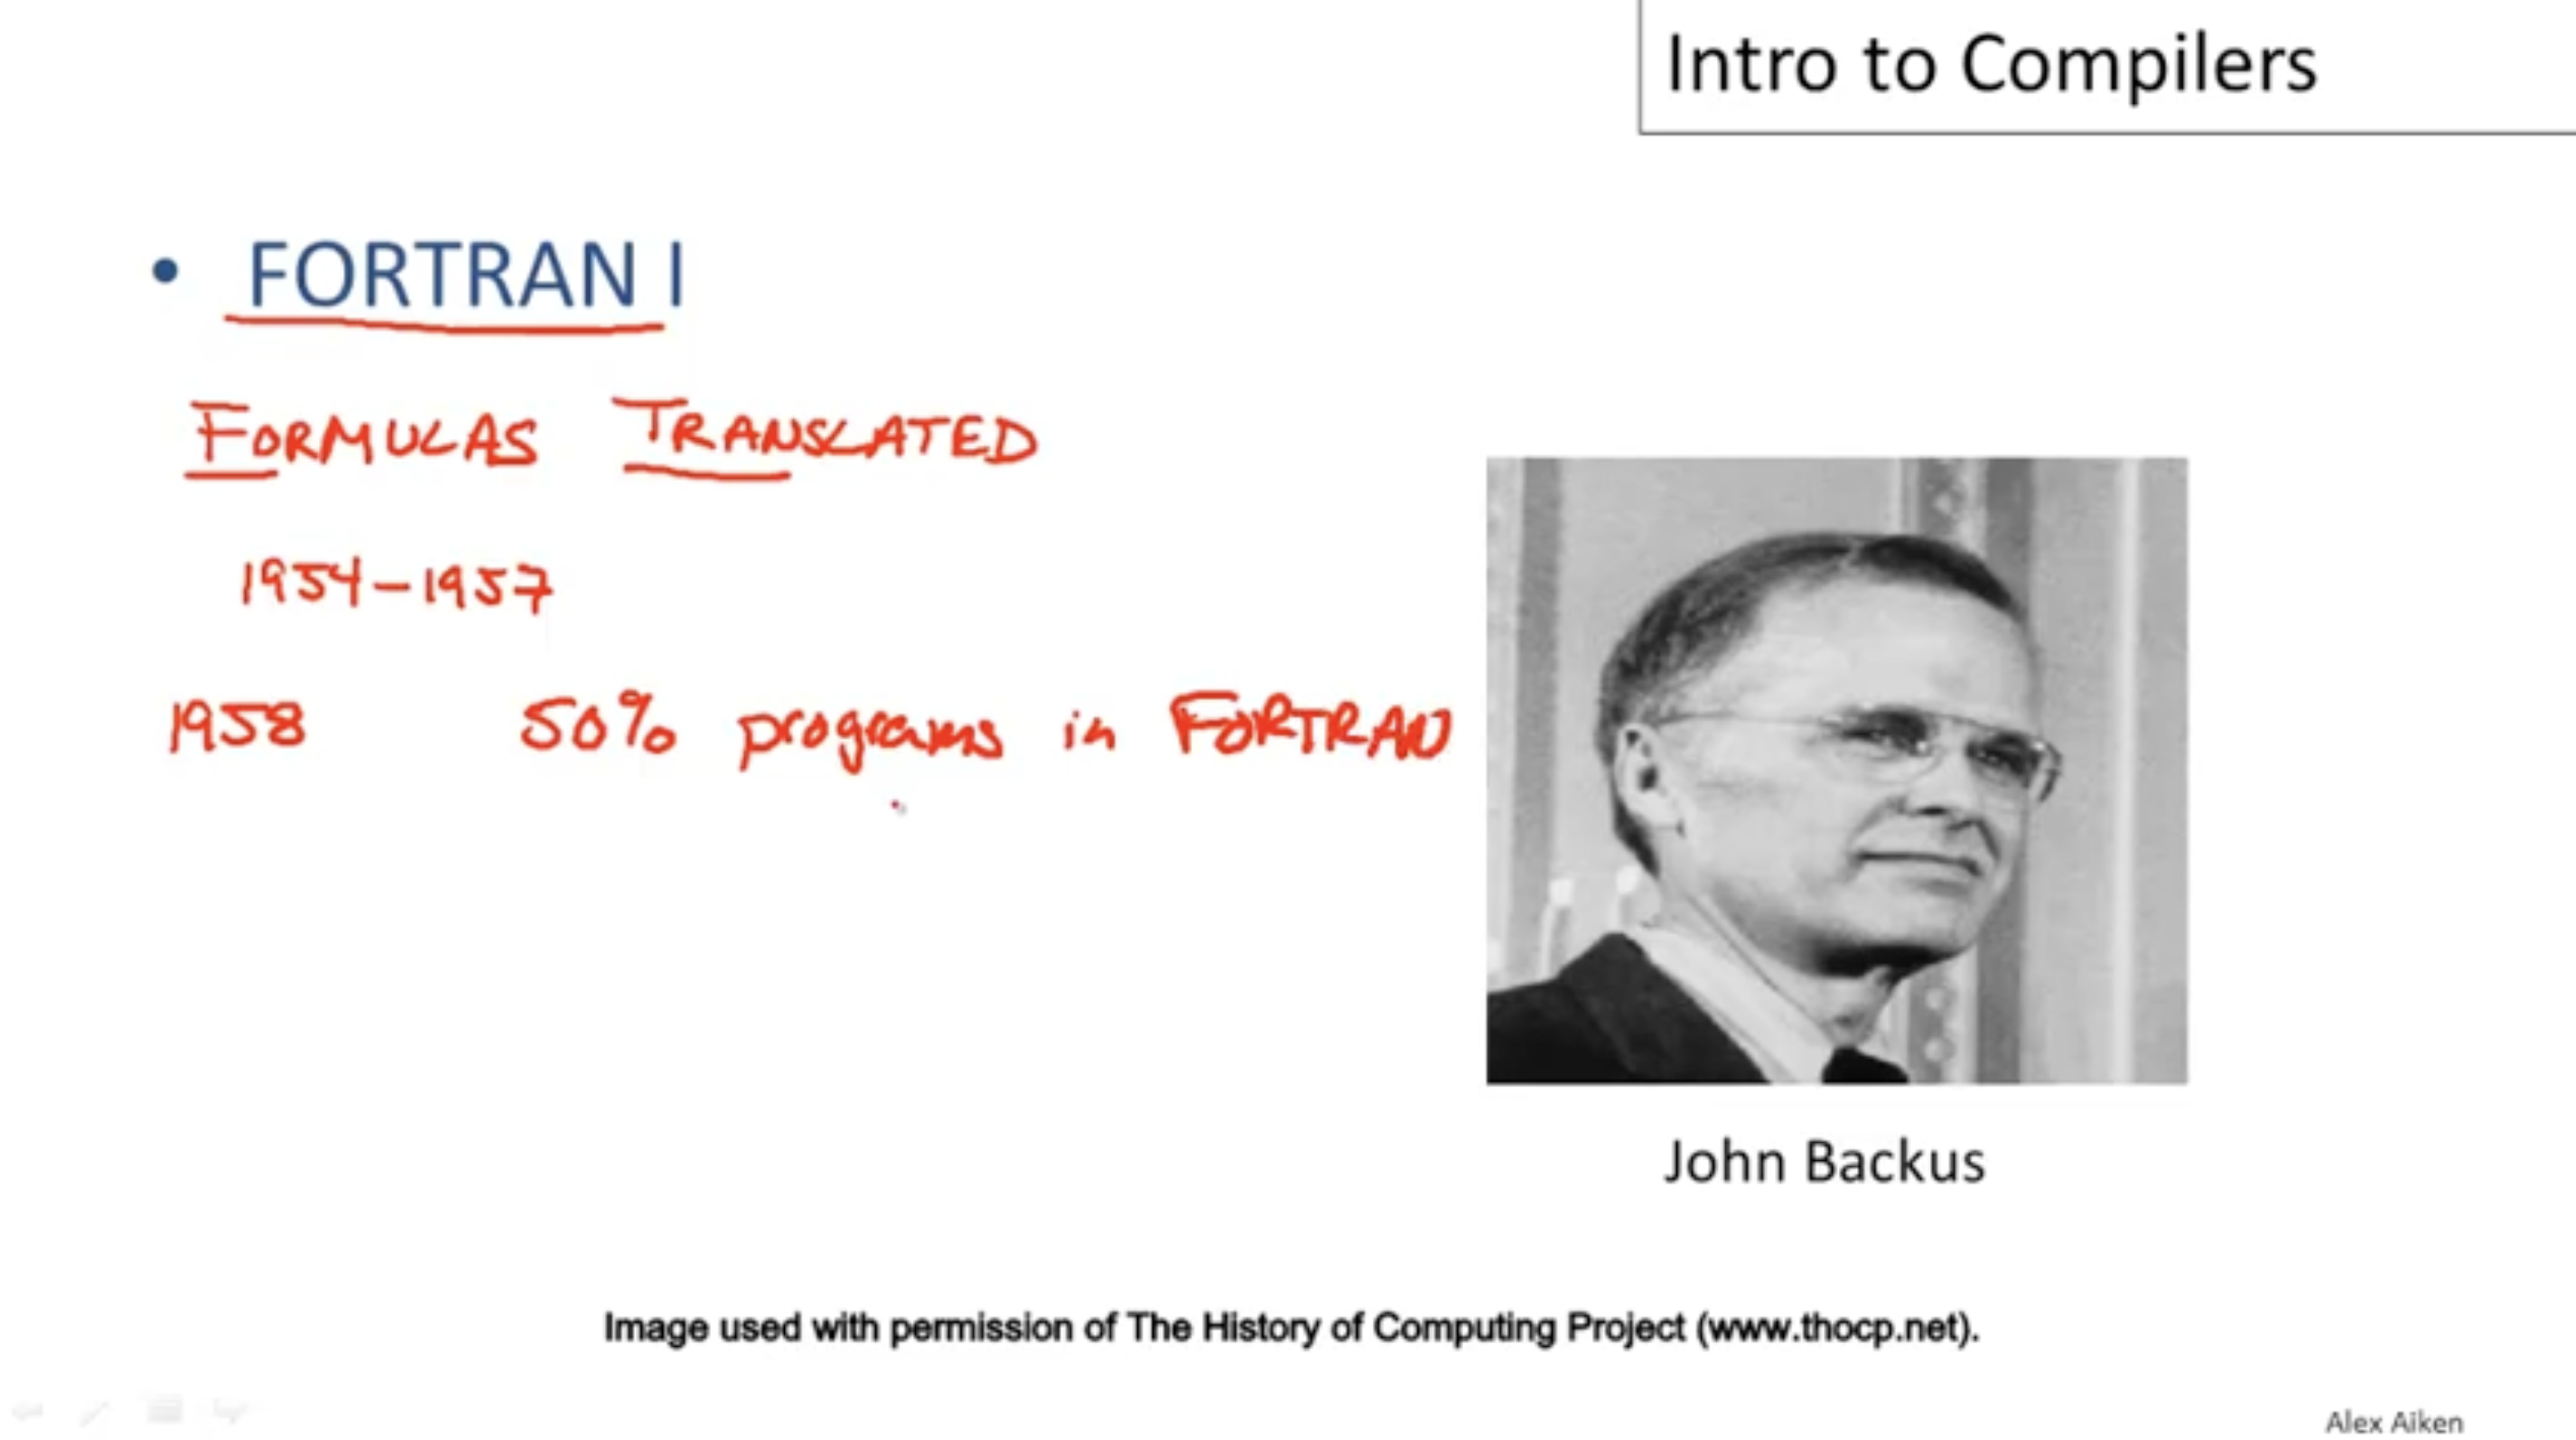 Intro to Compilers
• FORTRAN I
FORMULAS TRANSLATED
1954-1957
1958 50% programs in FORTRAN
John Backus
Image used with permission of The History of Computing Project (www.thocp.net).
Alex Aiken